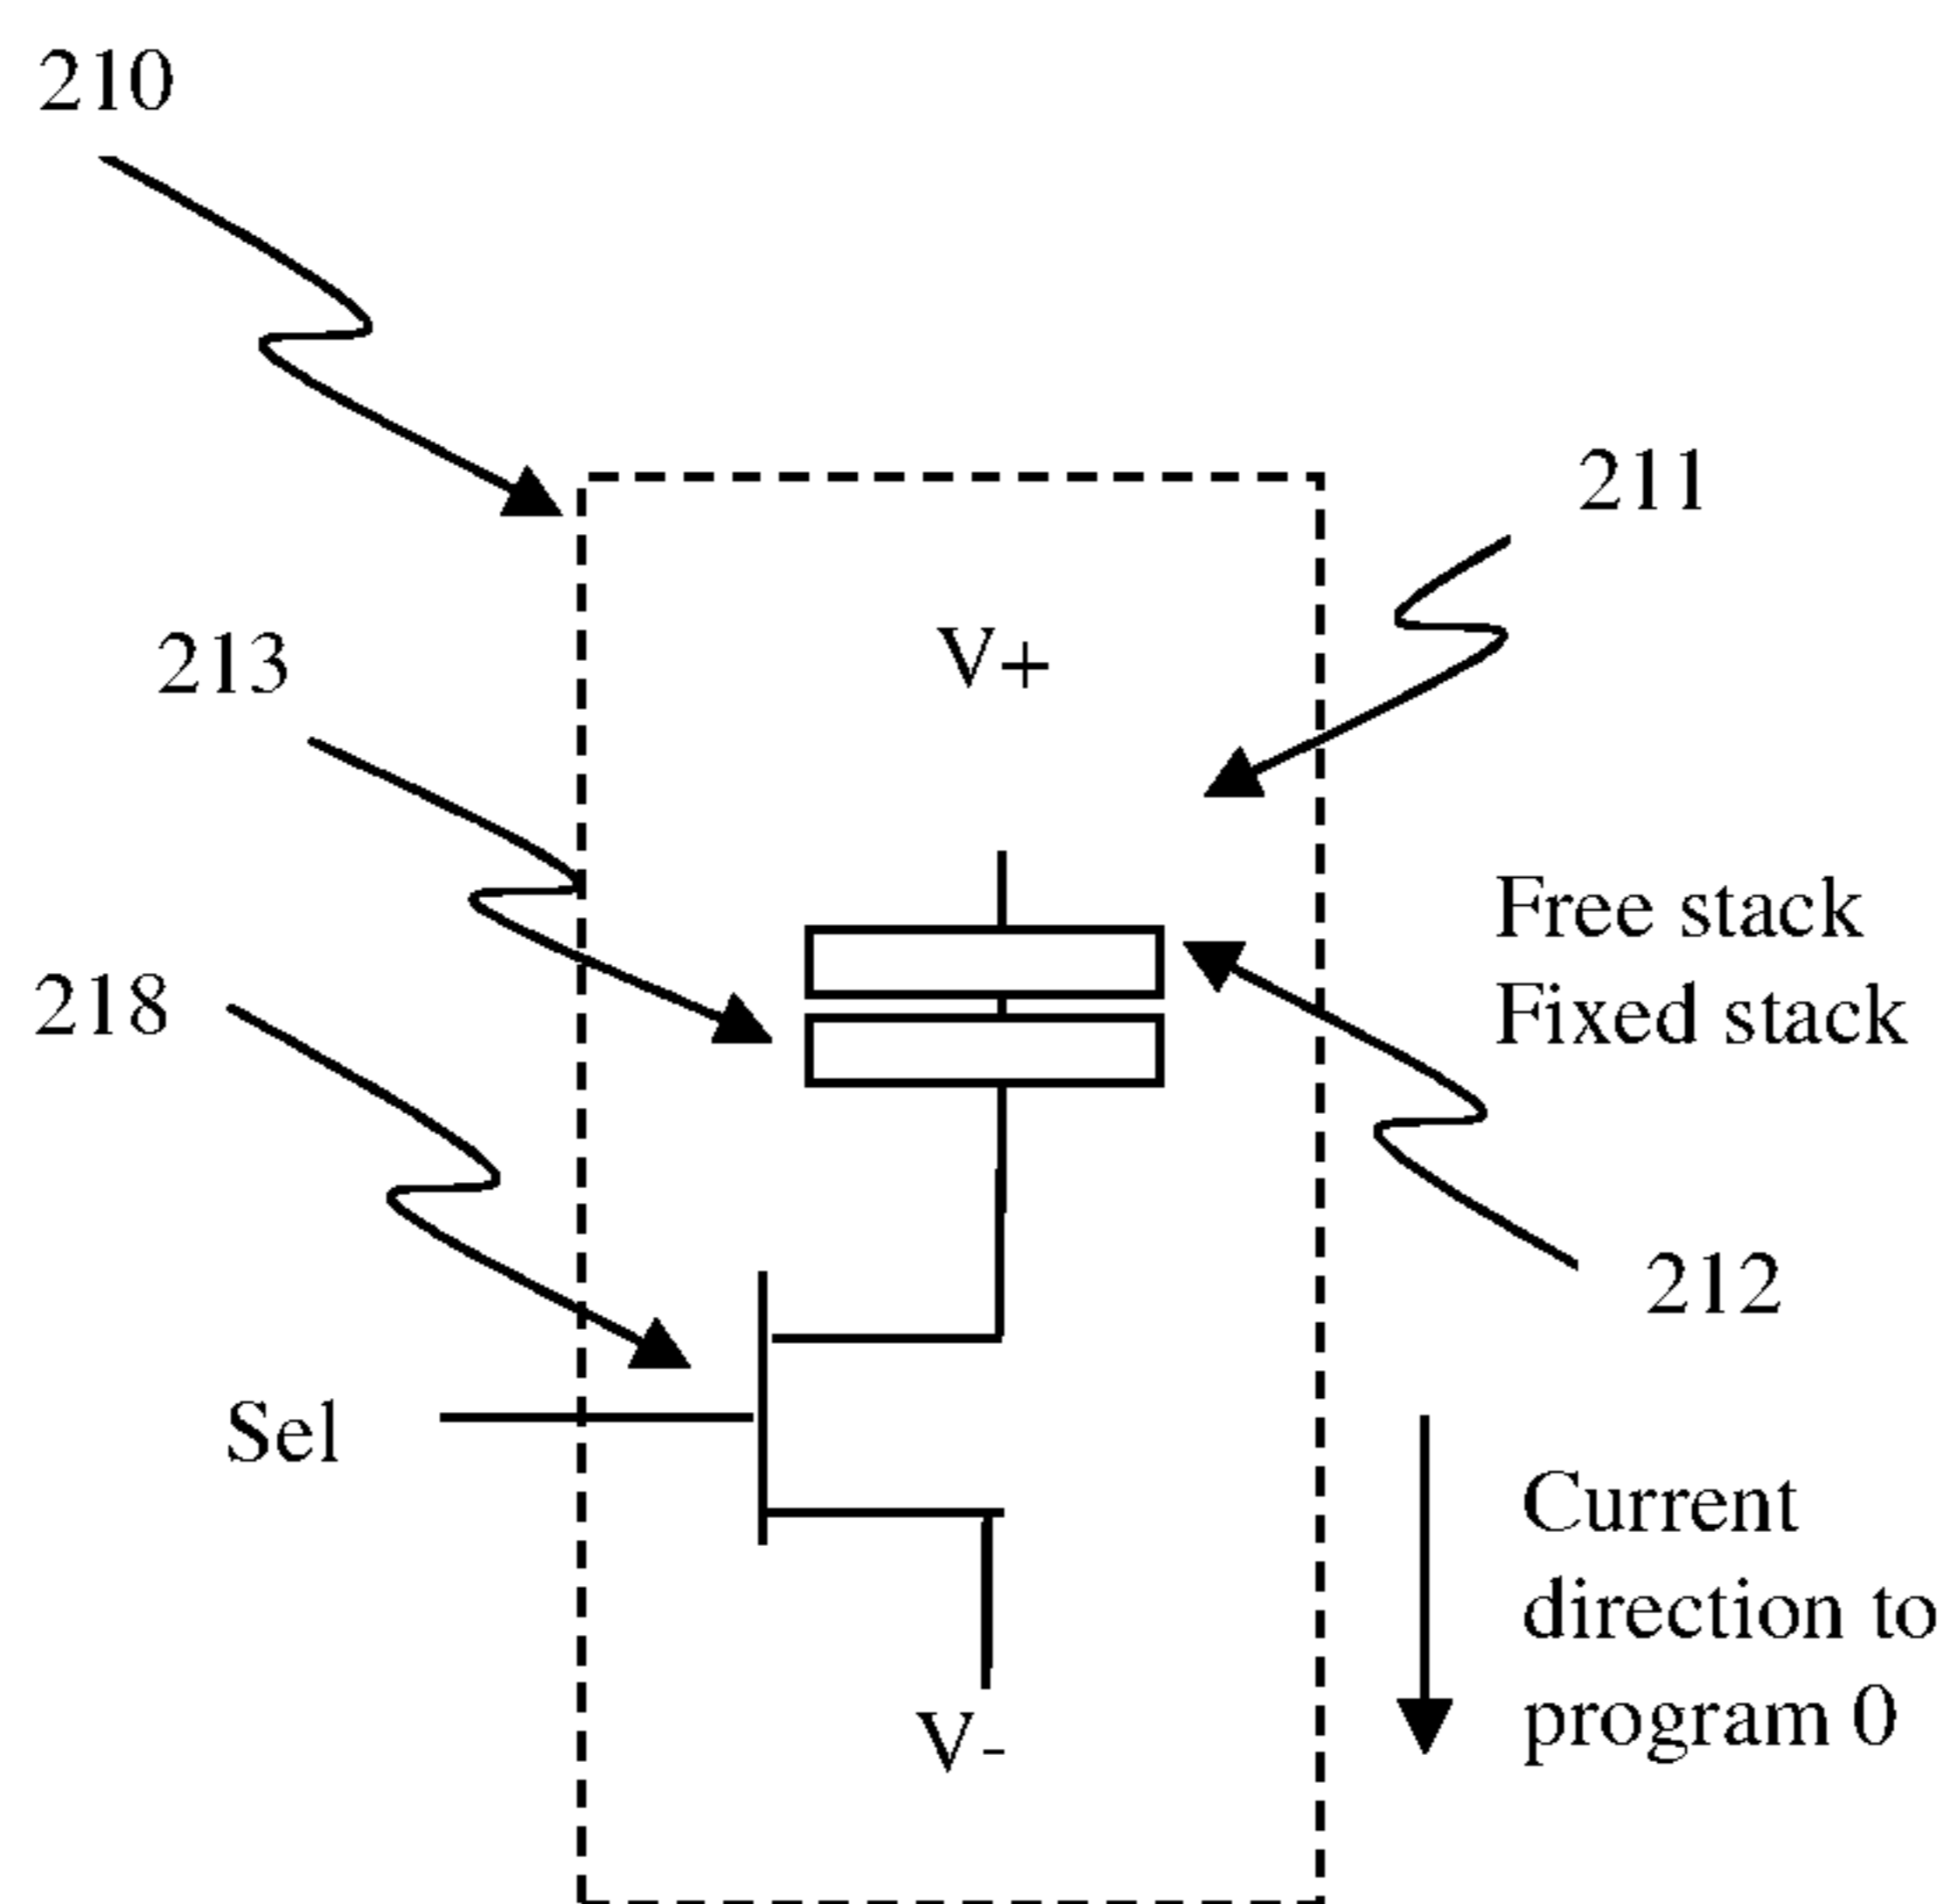 210
211
V+
213
Free stack
218
Fixed stack
212
Sel
Current
direction to
program 0
V-